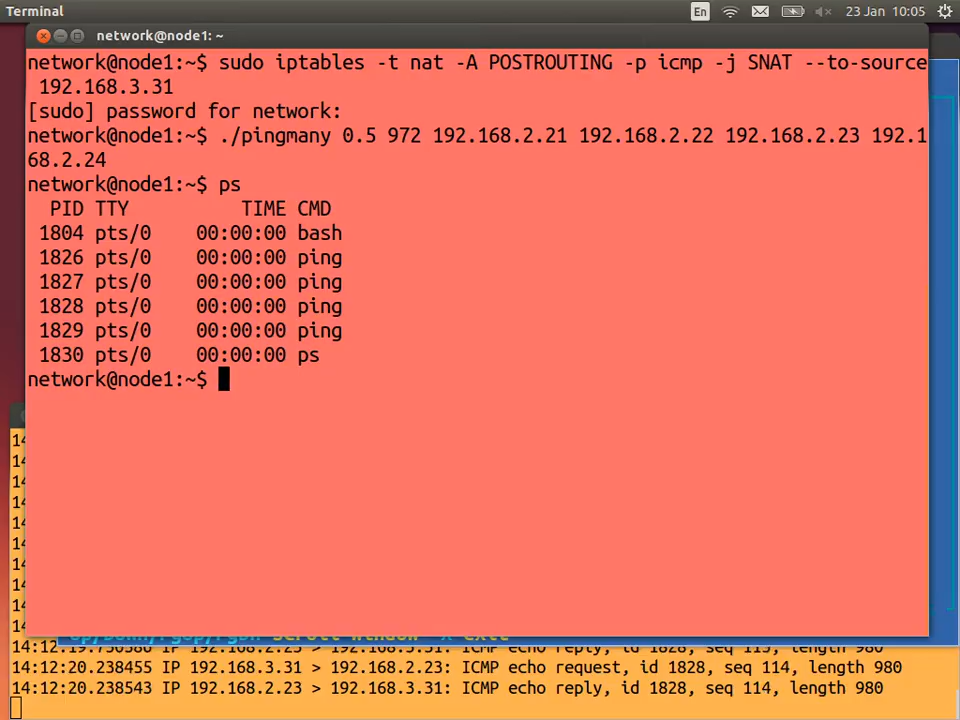 Terminal
En
23 Jan 10:05
network@node1: ~
network@node1:~$ sudo iptables -t nat -A POSTROUTING -p icmp -j SNAT --to-source
192.168.3.31
[sudo] password for network:
network@node1:~$ ./pingmany 0.5 972 192.168.2.21 192.168.2.22 192.168.2.23 192.1
68.2.24
network@node1:~$ ps
PID TTY TIME CMD
1804 pts/0 00:00:00 bash
1826 pts/0 00:00:00 ping
1827 pts/0 00:00:00 ping
1828 pts/0 00:00:00 ping
1829 pts/0 00:00:00 ping
1830 pts/0 00:00:00 ps
network@node1:~$
14:12:20.238455 IP 192.168.3.31 > 192.168.2.23: ICMP echo request, id 1828, seq 114, length 980
14:12:20.238543 IP 192.168.2.23 > 192.168.3.31: ICMP echo reply, id 1828, seq 114, length 980